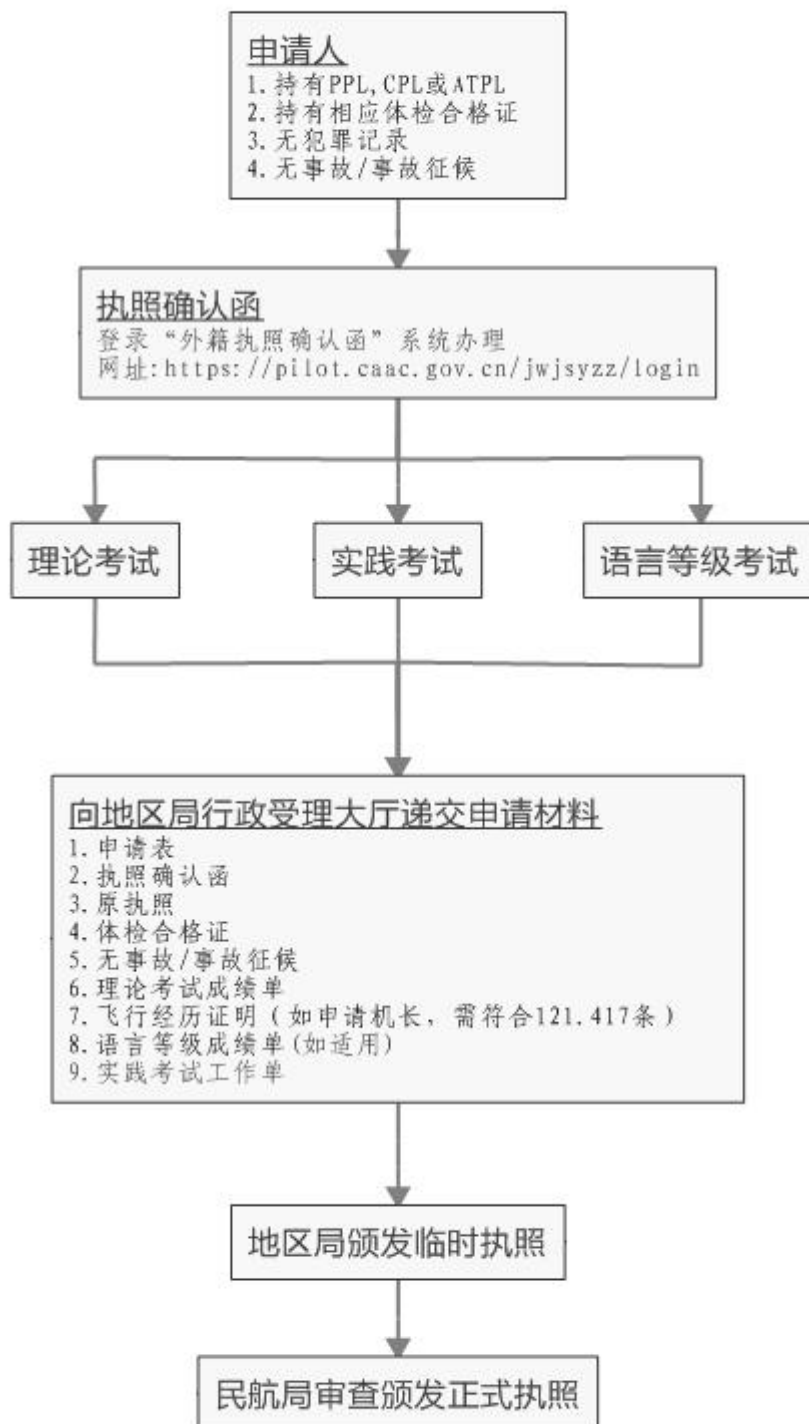 申请人
1. 持有PPL,CPL或ATPL
2. 持有相应体检合格证
3. 无犯罪记录
4. 无事故/事故征候
执照确认函
登录“外籍执照确认函”系统办理
网址:https://pilot.caac.gov.cn/jwjsyzz/login
理论考试
实践考试
语言等级考试
向地区局行政受理大厅递交申请材料
1. 申请表
2. 执照确认函
3. 原执照
4. 体检合格证
5. 无事故/事故征候
6. 理论考试成绩单
7. 飞行经历证明（如申请机长，需符合121.417条）
8. 语言等级成绩单(如适用)
9. 实践考试工作单
地区局颁发临时执照
民航局审查颁发正式执照